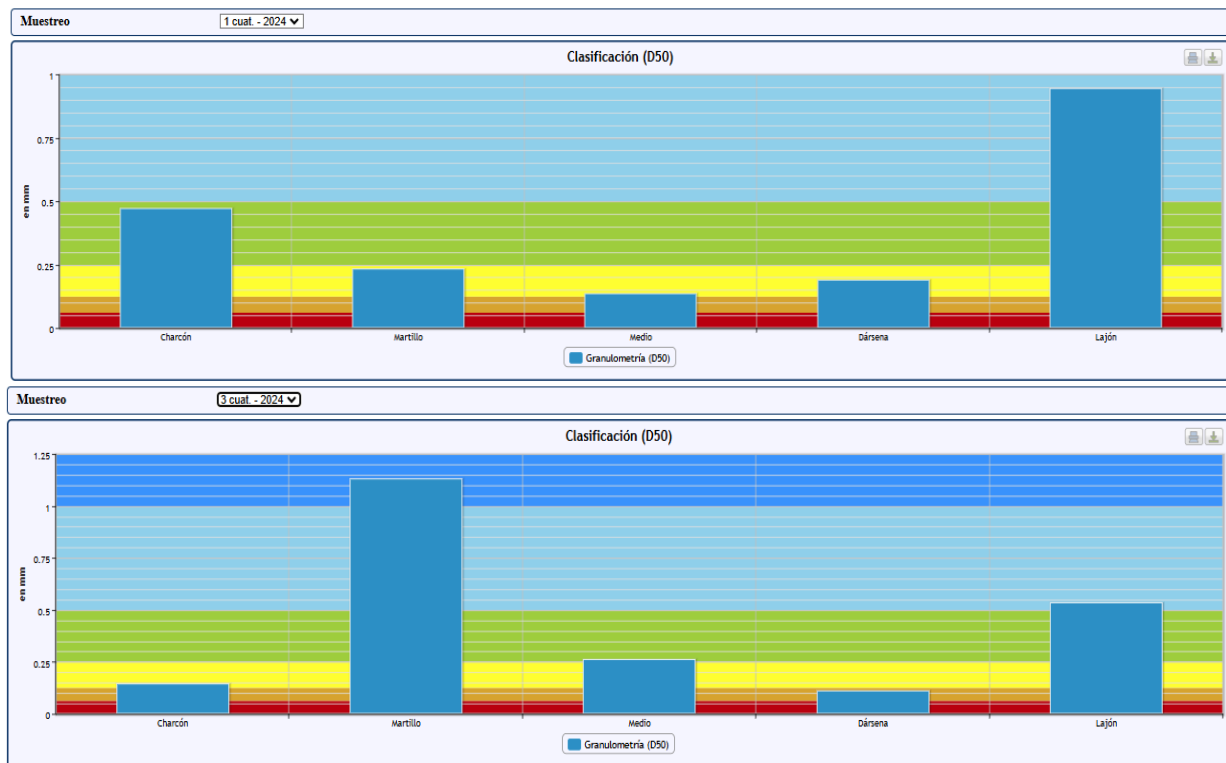 Muestreo 1 cuat. - 2024
Clasificación (D50)
1
0.75
0.5
0.25
0
en mm
Charcón Martillo Medio Dársena Lajón
Granulometría (D50)
Muestreo 3 cuat. - 2024
Clasificación (D50)
1.25
1
0.75
0.5
0.25
0
en mm
Charcón Martillo Medio Dársena Lajón
Granulometría (D50)